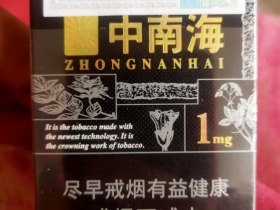 中南海
ZHONGNANHAI
It is the tobacco made with
the newest technology. It is
the crowning work of tobacco.
1mg
尽早戒烟有益健康